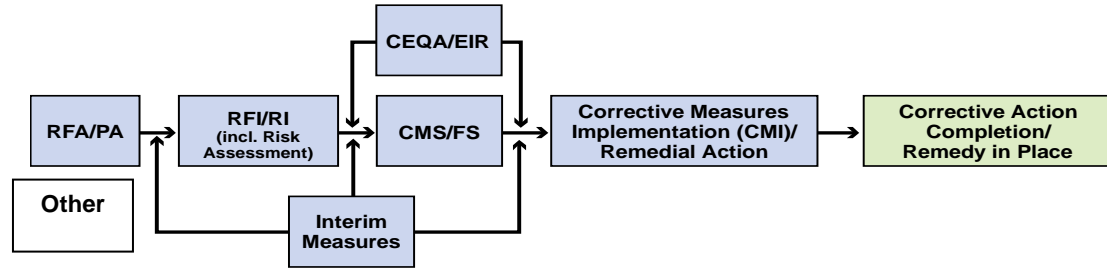 CEQA/EIR
RFA/PA
RFI/RI
(incl. Risk
Assessment)
CMS/FS
Corrective Measures
Implementation (CMI)/
Remedial Action
Corrective Action
Completion/
Remedy in Place
Other
Interim
Measures